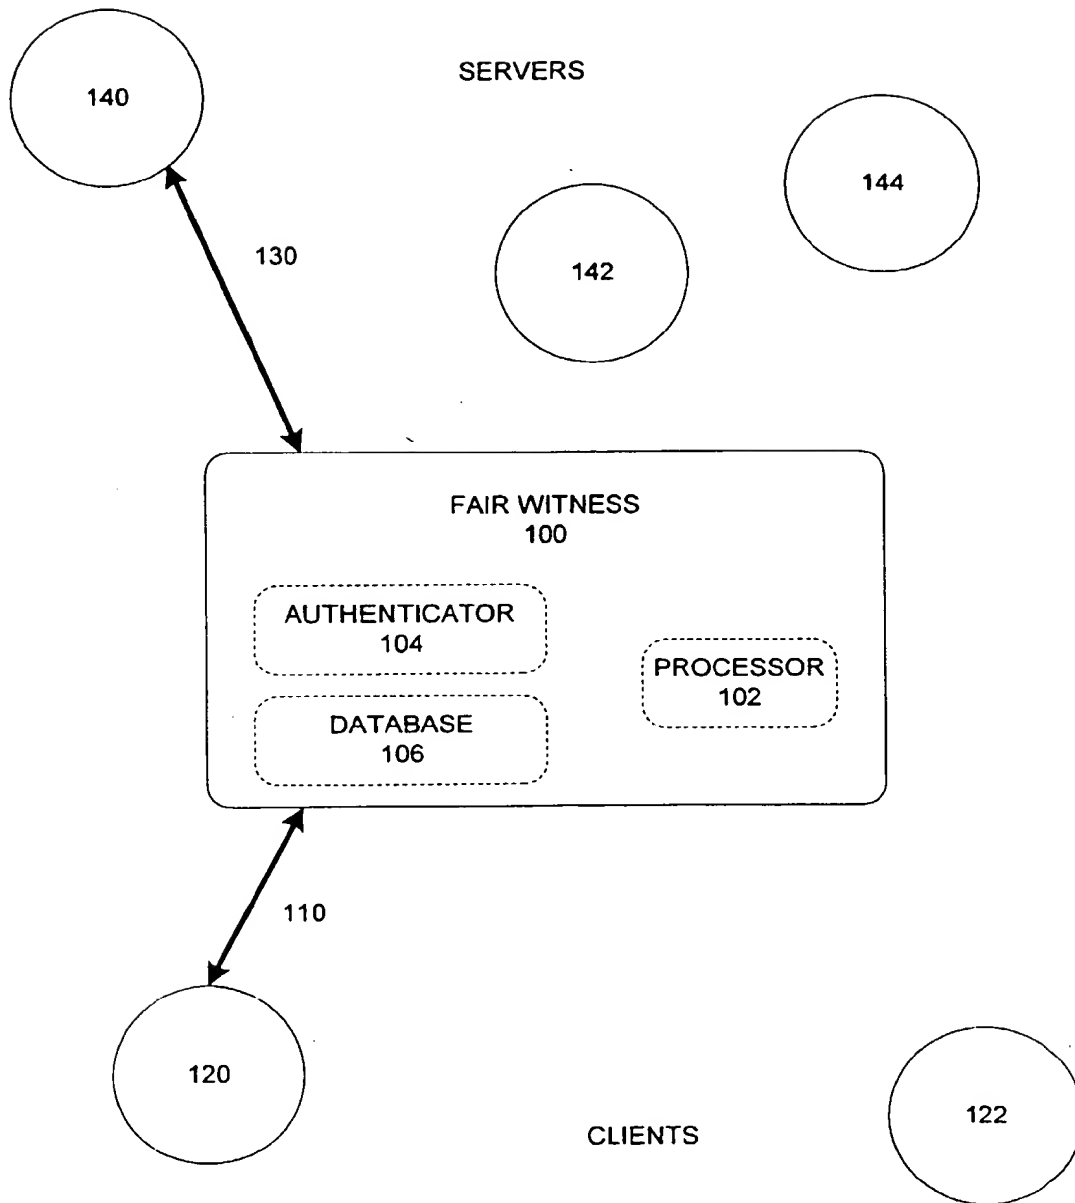 140
SERVERS
144
142
130
FAIR WITNESS
100
AUTHENTICATOR
104
PROCESSOR
102
DATABASE
106
110
120
122
CLIENTS